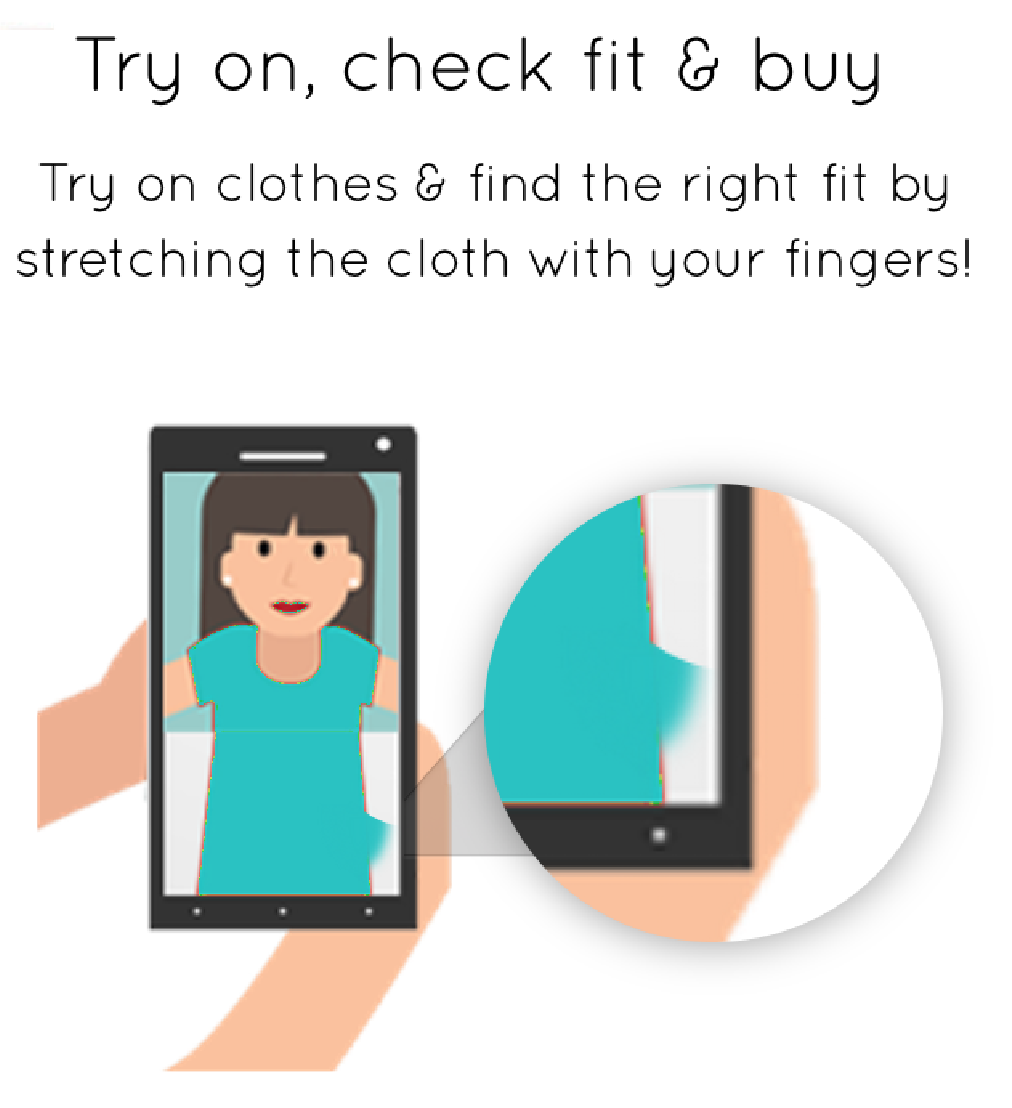 Try on, check fit & buy
Try on clothes & find the right fit by
stretching the cloth with your fingers!